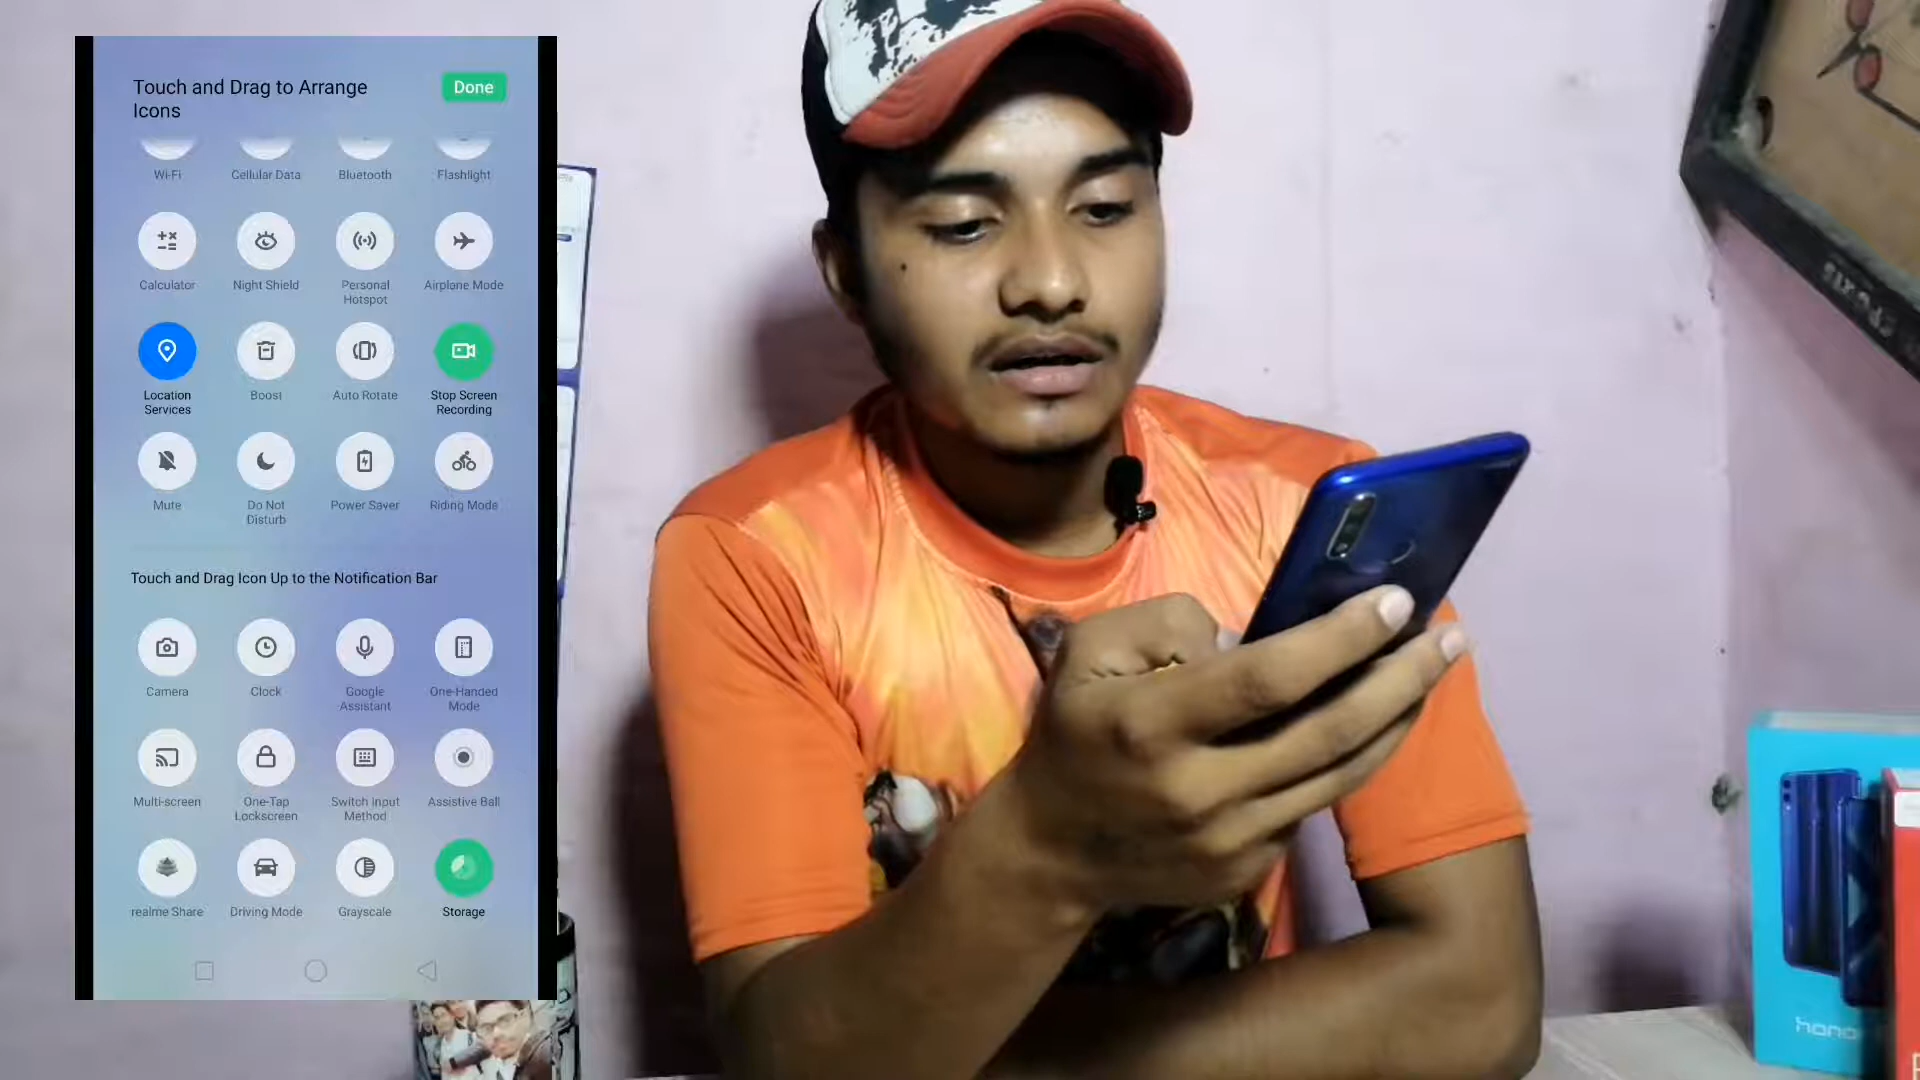 Touch and Drag to Arrange
Icons
Done
Wi-Fi
Cellular Data
Bluetooth
Flashlight
Calculator
Night Shield
Personal
Hotspot
Airplane Mode
Location
Services
Boost
Auto Rotate
Stop Screen
Recording
Mute
Do Not
Disturb
Power Saver
Riding Mode
Touch and Drag Icon Up to the Notification Bar
Camera
Clock
Google
Assistant
One-Handed
Mode
Multi-screen
One-Tap
Lockscreen
Switch Input
Method
Assistive Ball
realme Share
Driving Mode
Grayscale
Storage
hono